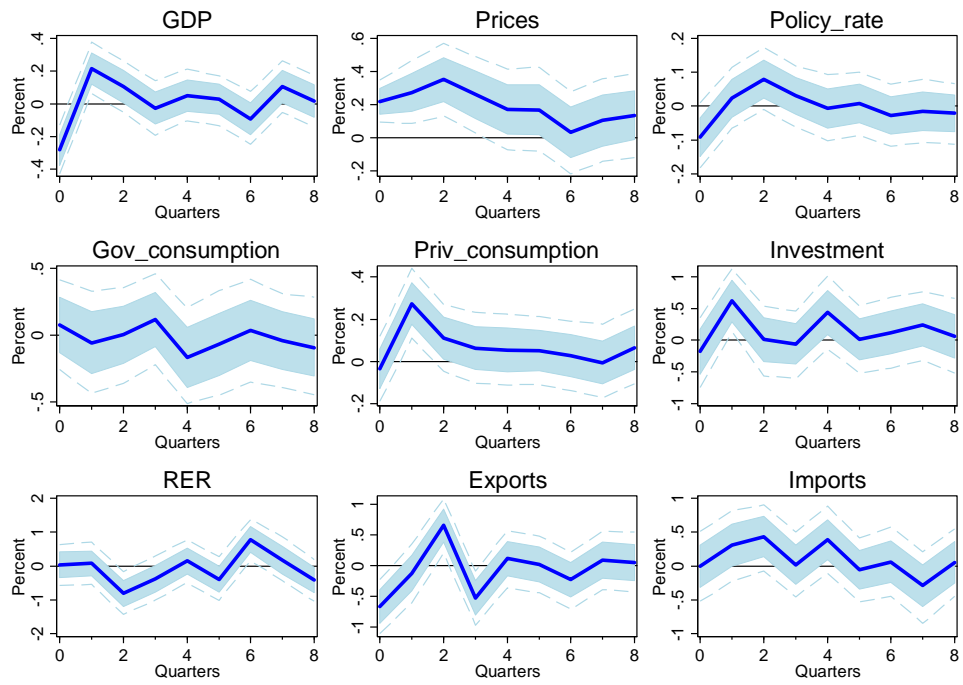 GDP
Percent
.4
.2
0
-.2
-.4
0 2 4 6 8
Quarters
Prices
Percent
.6
.4
.2
0
-.2
0 2 4 6 8
Quarters
Policy_rate
Percent
.2
.1
0
-.1
-.2
0 2 4 6 8
Quarters
Gov_consumption
Percent
.5
0
-.5
0 2 4 6 8
Quarters
Priv_consumption
Percent
.4
.2
0
-.2
0 2 4 6 8
Quarters
Investment
Percent
1
.5
0
-.5
-1
0 2 4 6 8
Quarters
RER
Percent
2
1
0
-1
-2
0 2 4 6 8
Quarters
Exports
Percent
1
.5
0
-.5
-1
0 2 4 6 8
Quarters
Imports
Percent
1
.5
0
-.5
-1
0 2 4 6 8
Quarters